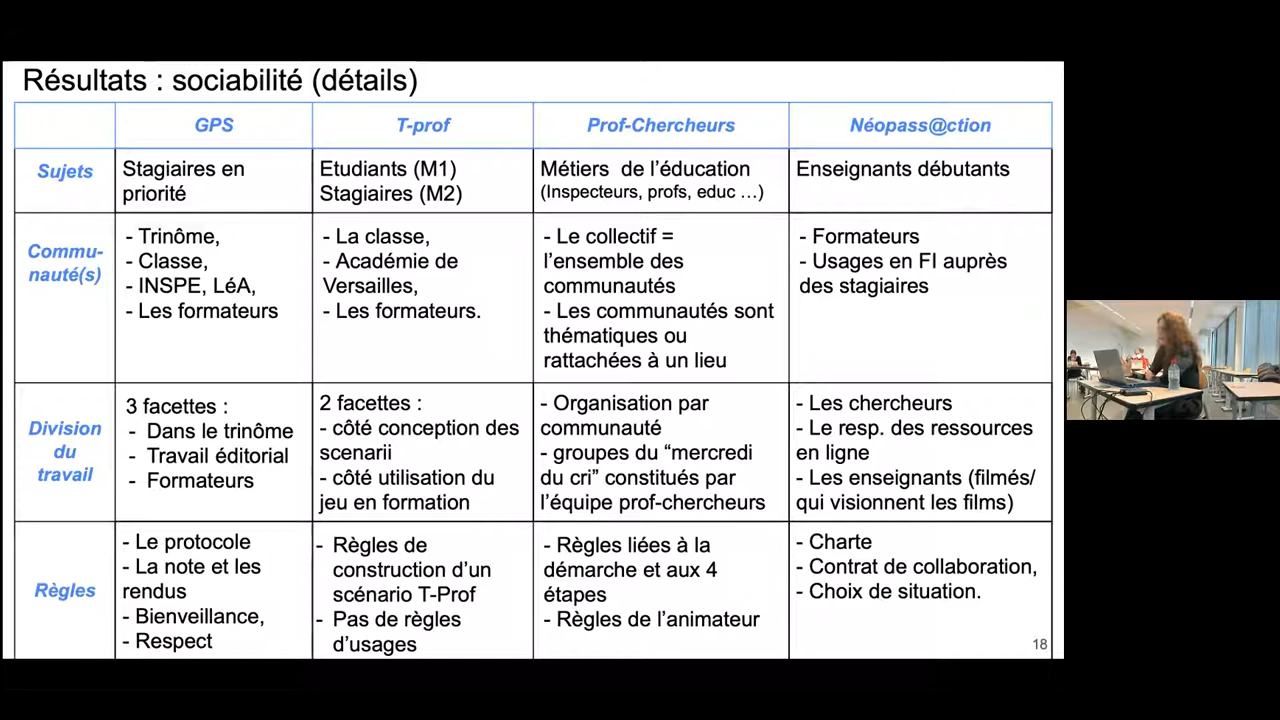 Résultats : sociabilité (détails)
GPS
T-prof
Prof-Chercheurs
Néopass@ction
Sujets
Stagiaires en
priorité
Etudiants (M1)
Stagiaires (M2)
Métiers de l'éducation
(Inspecteurs, profs, educ …)
Enseignants débutants
Commu-
nauté(s)
- Trinôme,
- Classe,
- INSPE, LéA,
- Les formateurs
- La classe,
- Académie de
Versailles,
- Les formateurs.
- Le collectif =
l'ensemble des
communautés
- Les communautés sont
thématiques ou
rattachées à un lieu
- Formateurs
- Usages en FI auprès
des stagiaires
Division
du
travail
3 facettes :
- Dans le trinôme
- Travail éditorial
- Formateurs
2 facettes :
- côté conception des
scenarii
- côté utilisation du
jeu en formation
- Organisation par
communauté
- groupes du “mercredi
du cri” constitués par
l'équipe prof-chercheurs
- Les chercheurs
- Le resp. des ressources
en ligne
- Les enseignants (filmés/
qui visionnent les films)
Règles
- Le protocole
- La note et les
rendus
- Bienveillance,
- Respect
- Règles de
construction d'un
scénario T-Prof
- Pas de règles
d'usages
- Règles liées à la
démarche et aux 4
étapes
- Règles de l'animateur
- Charte
- Contrat de collaboration,
- Choix de situation.
18